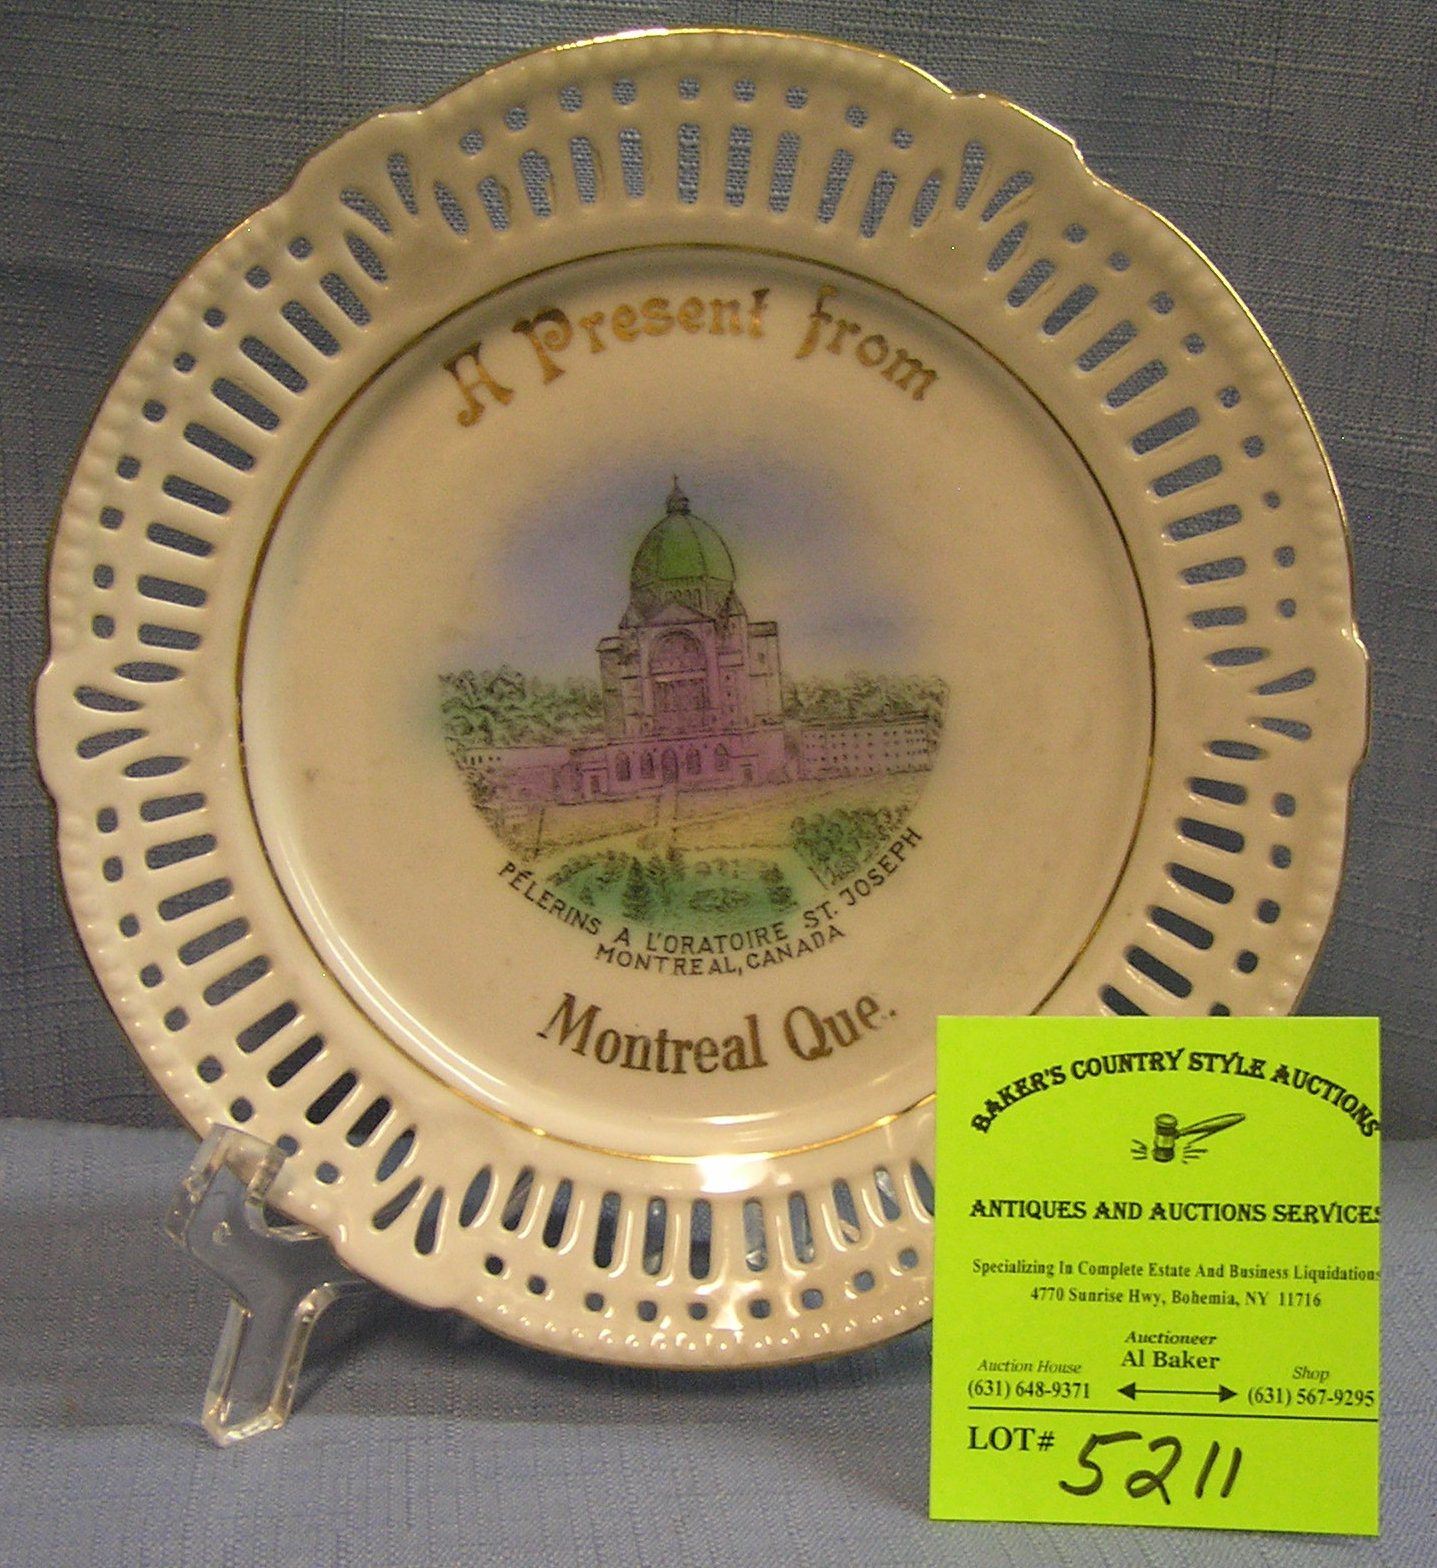 A Present from
PÉLERINS A L'ORATOIRE ST. JOSEPH
MONTREAL, CANADA
Montreal Que.
BAKER'S COUNTRY STYLE AUCTIONS
ANTIQUES AND AUCTIONS SERVICES
Specializing In Complete Estate And Business Liquidations
4770 Sunrise Hwy, Bohemia, NY 11716
Auctioneer
Al Baker
Auction House
(631) 648-9371
Shop
(631) 567-9295
LOT# 5211